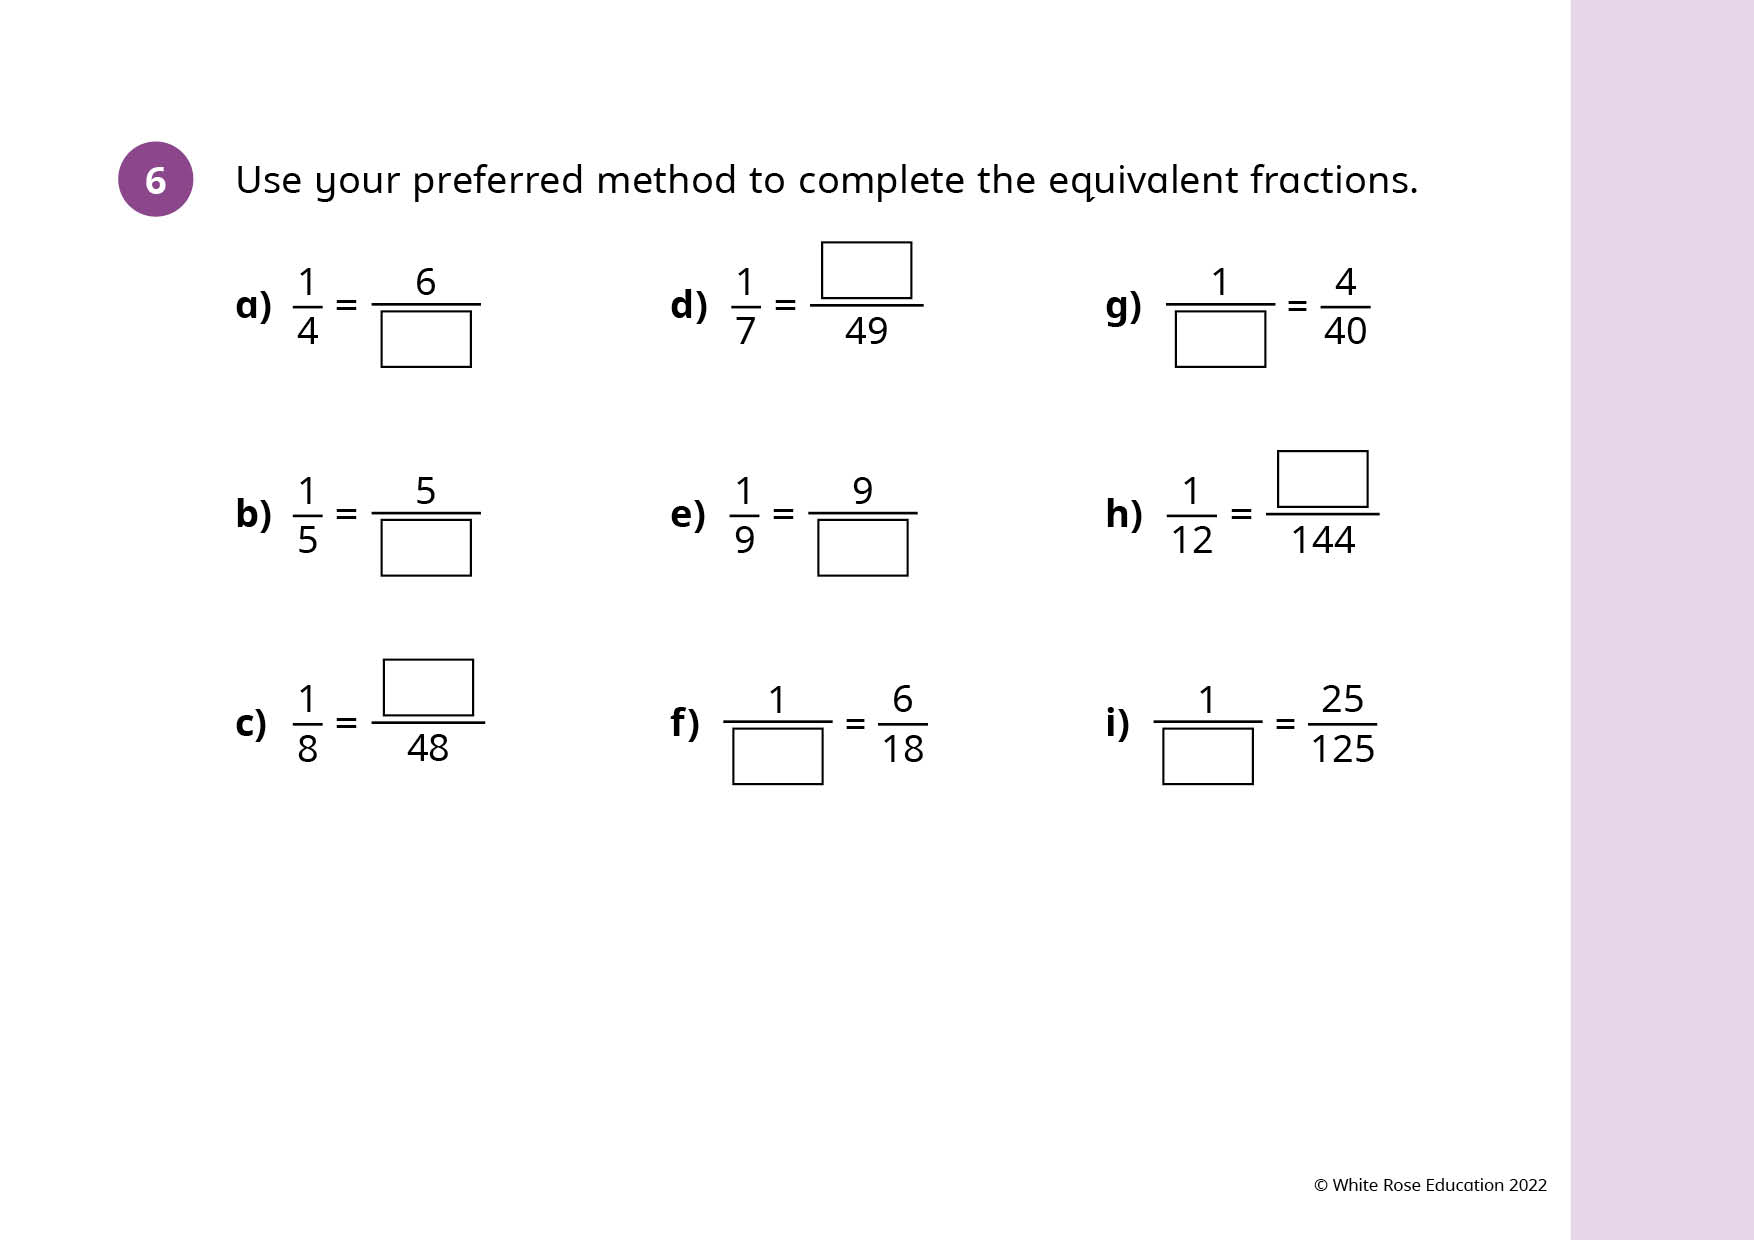 6 Use your preferred method to complete the equivalent fractions.
a) 1/4 = 6/
d) 1/7 = /49
g) 1/ = 4/40
b) 1/5 = 5/
e) 1/9 = 9/
h) 1/12 = /144
c) 1/8 = /48
f) 1/ = 6/18
i) 1/ = 25/125
© White Rose Education 2022